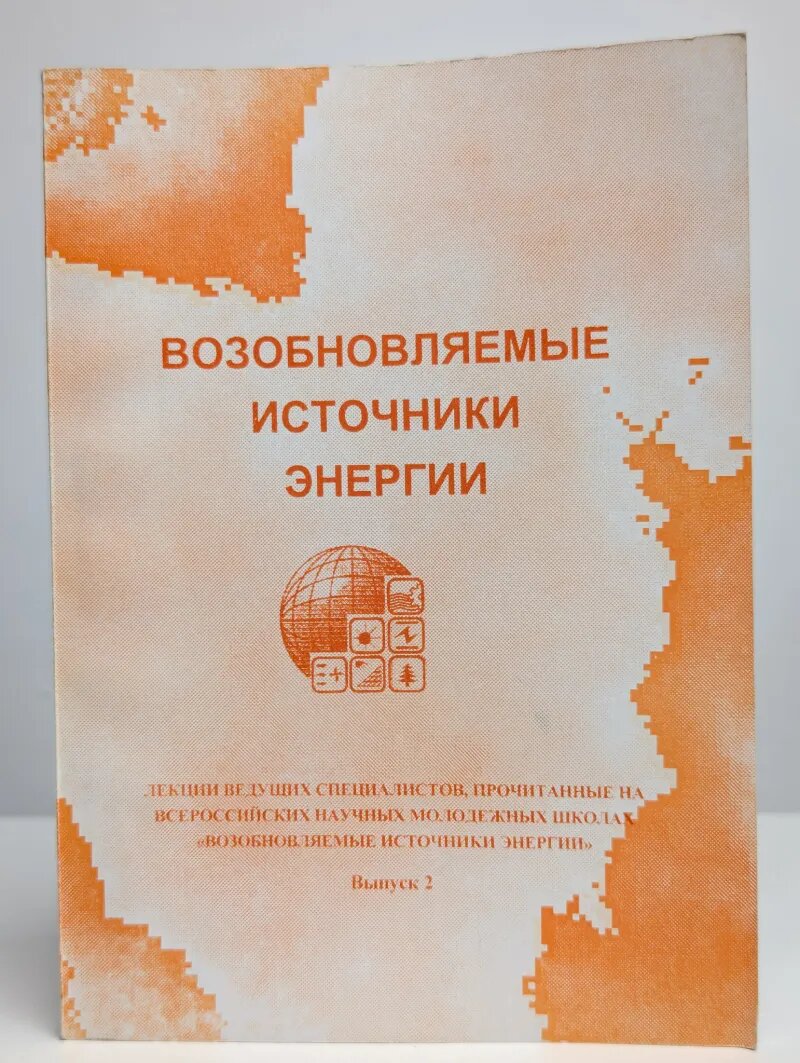 ВОЗОБНОВЛЯЕМЫЕ
ИСТОЧНИКИ
ЭНЕРГИИ
ЛЕКЦИИ ВЕДУЩИХ СПЕЦИАЛИСТОВ, ПРОЧИТАННЫЕ НА
ВСЕРОССИЙСКИХ НАУЧНЫХ МОЛОДЕЖНЫХ ШКОЛАХ
«ВОЗОБНОВЛЯЕМЫЕ ИСТОЧНИКИ ЭНЕРГИИ»
Выпуск 2